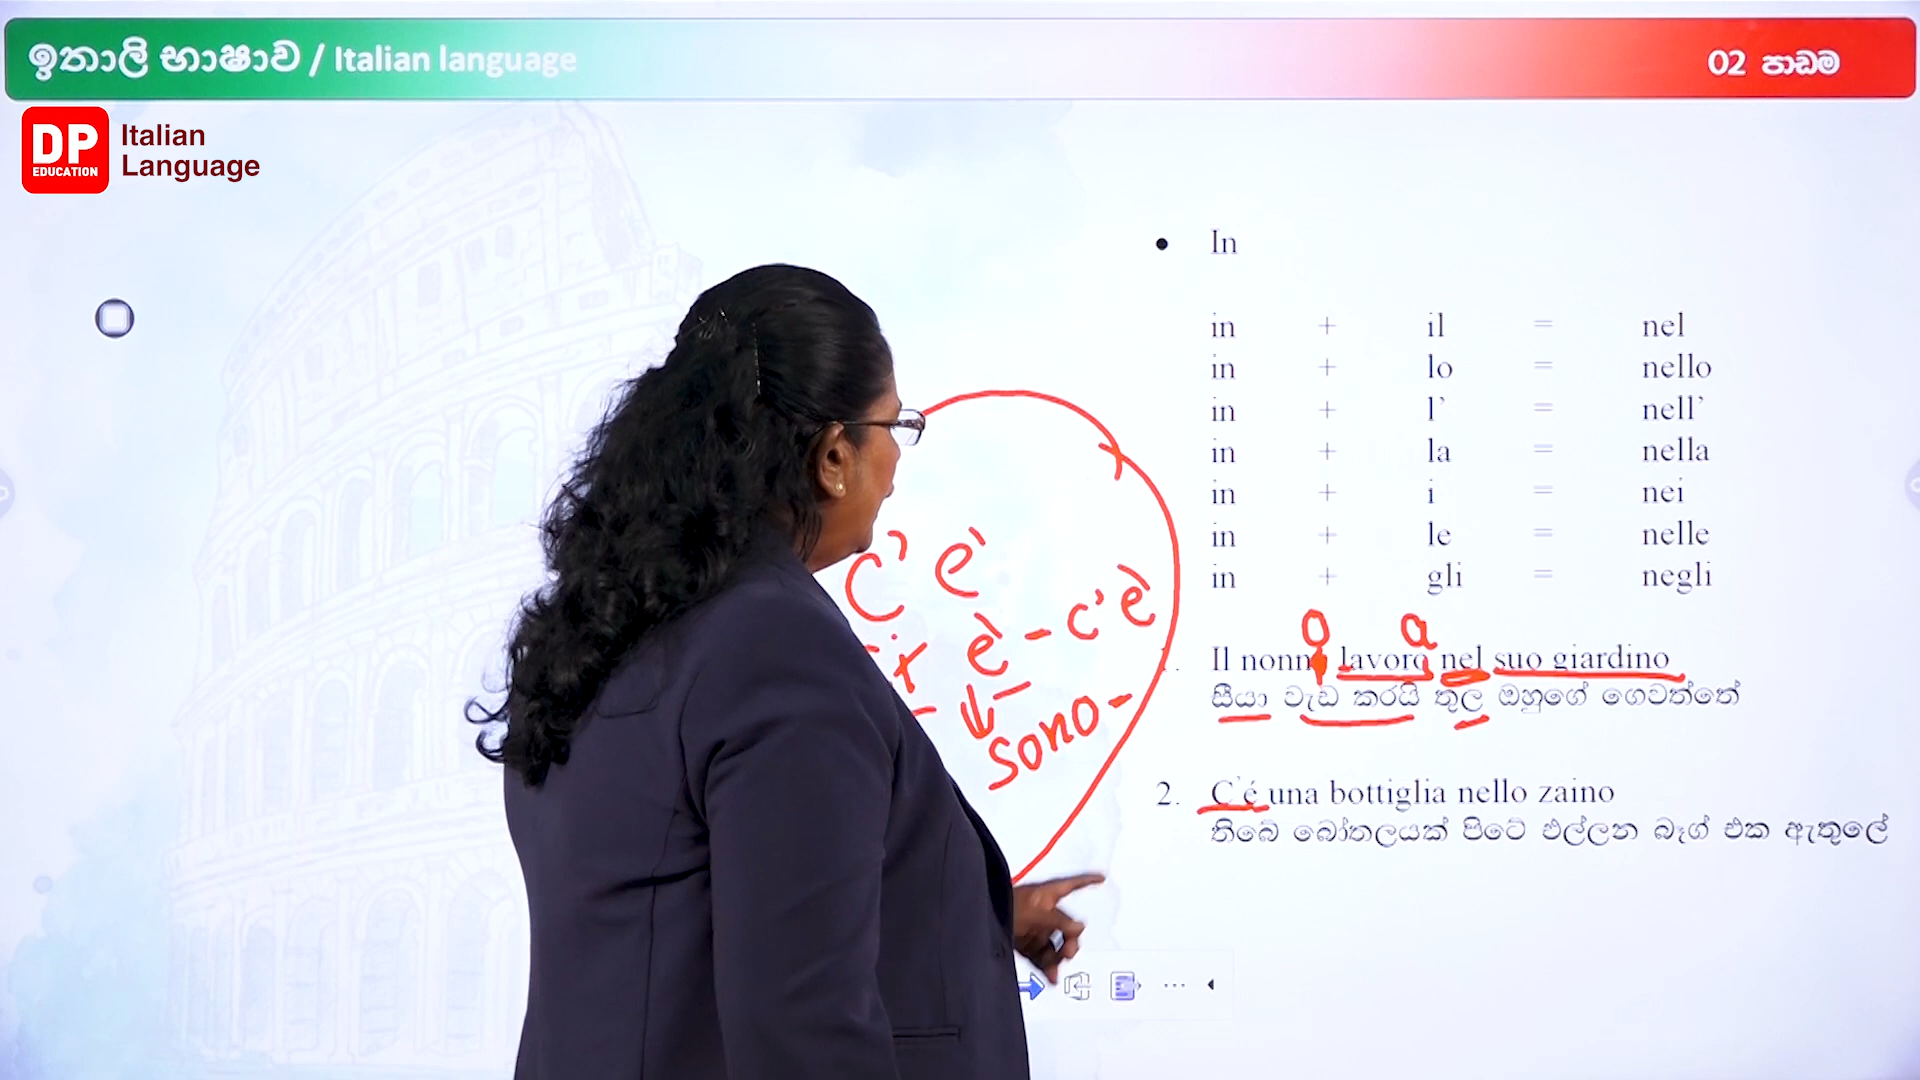 ඉතාලි භාෂාව / Italian language
02 පාඩම
DP
EDUCATION
Italian
Language
• In
in + il = nel
in + lo = nello
in + l’ = nell’
in + la = nella
in + i = nei
in + le = nelle
in + gli = negli
o a
Il nonno lavora nel suo giardino
සීයා වැඩ කරයි තුල ඔහුගේ ගෙවත්තේ
2. C'é una bottiglia nello zaino
තිබේ බෝතලයක් පිටේ එල්ලන බෑග් එක ඇතුලේ
C' è
è - c'è
sono -